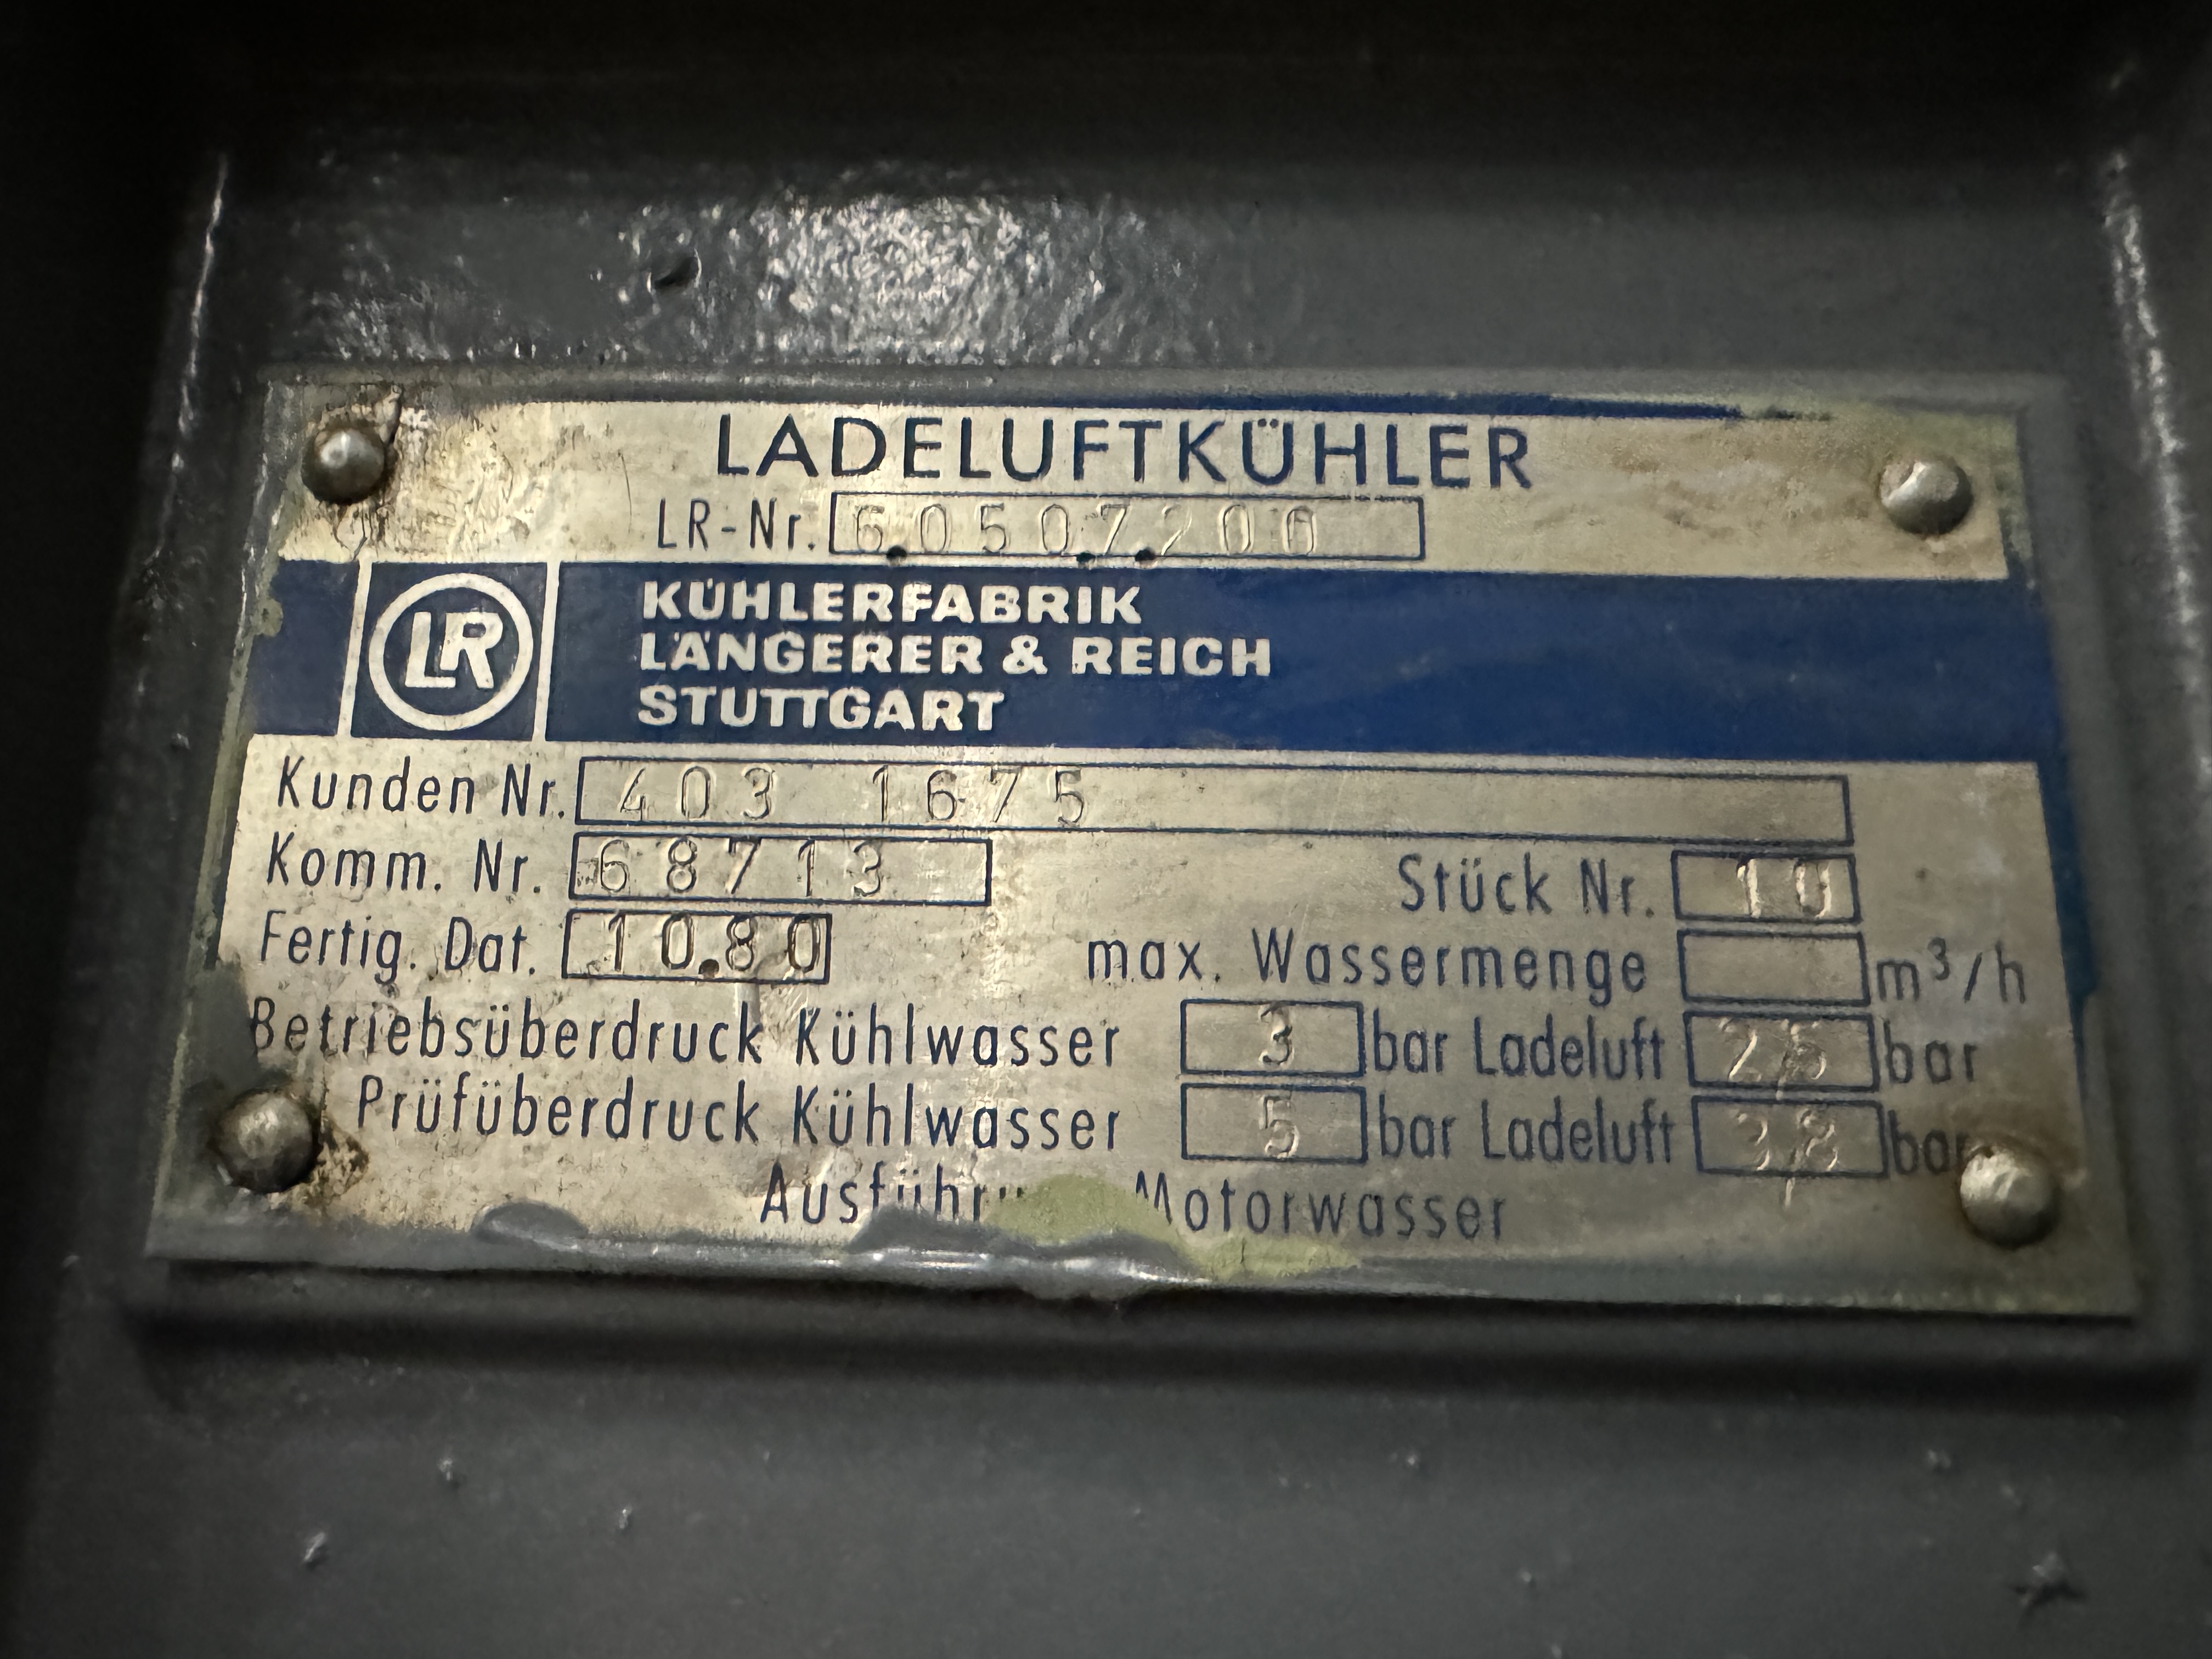 LADELUFTKÜHLER
LR-Nr. 6.0507.200
LR
KÜHLERFABRIK
LÄNGERER & REICH
STUTTGART
Kunden Nr. 403 1675
Komm. Nr. 68713 Stück Nr. 10
Fertig. Dat. 10.80 max. Wassermenge m³/h
Betriebsüberdruck Kühlwasser 3 bar Ladeluft 2,5 bar
Prüfüberdruck Kühlwasser 5 bar Ladeluft 3,8 bar
Motorwasser